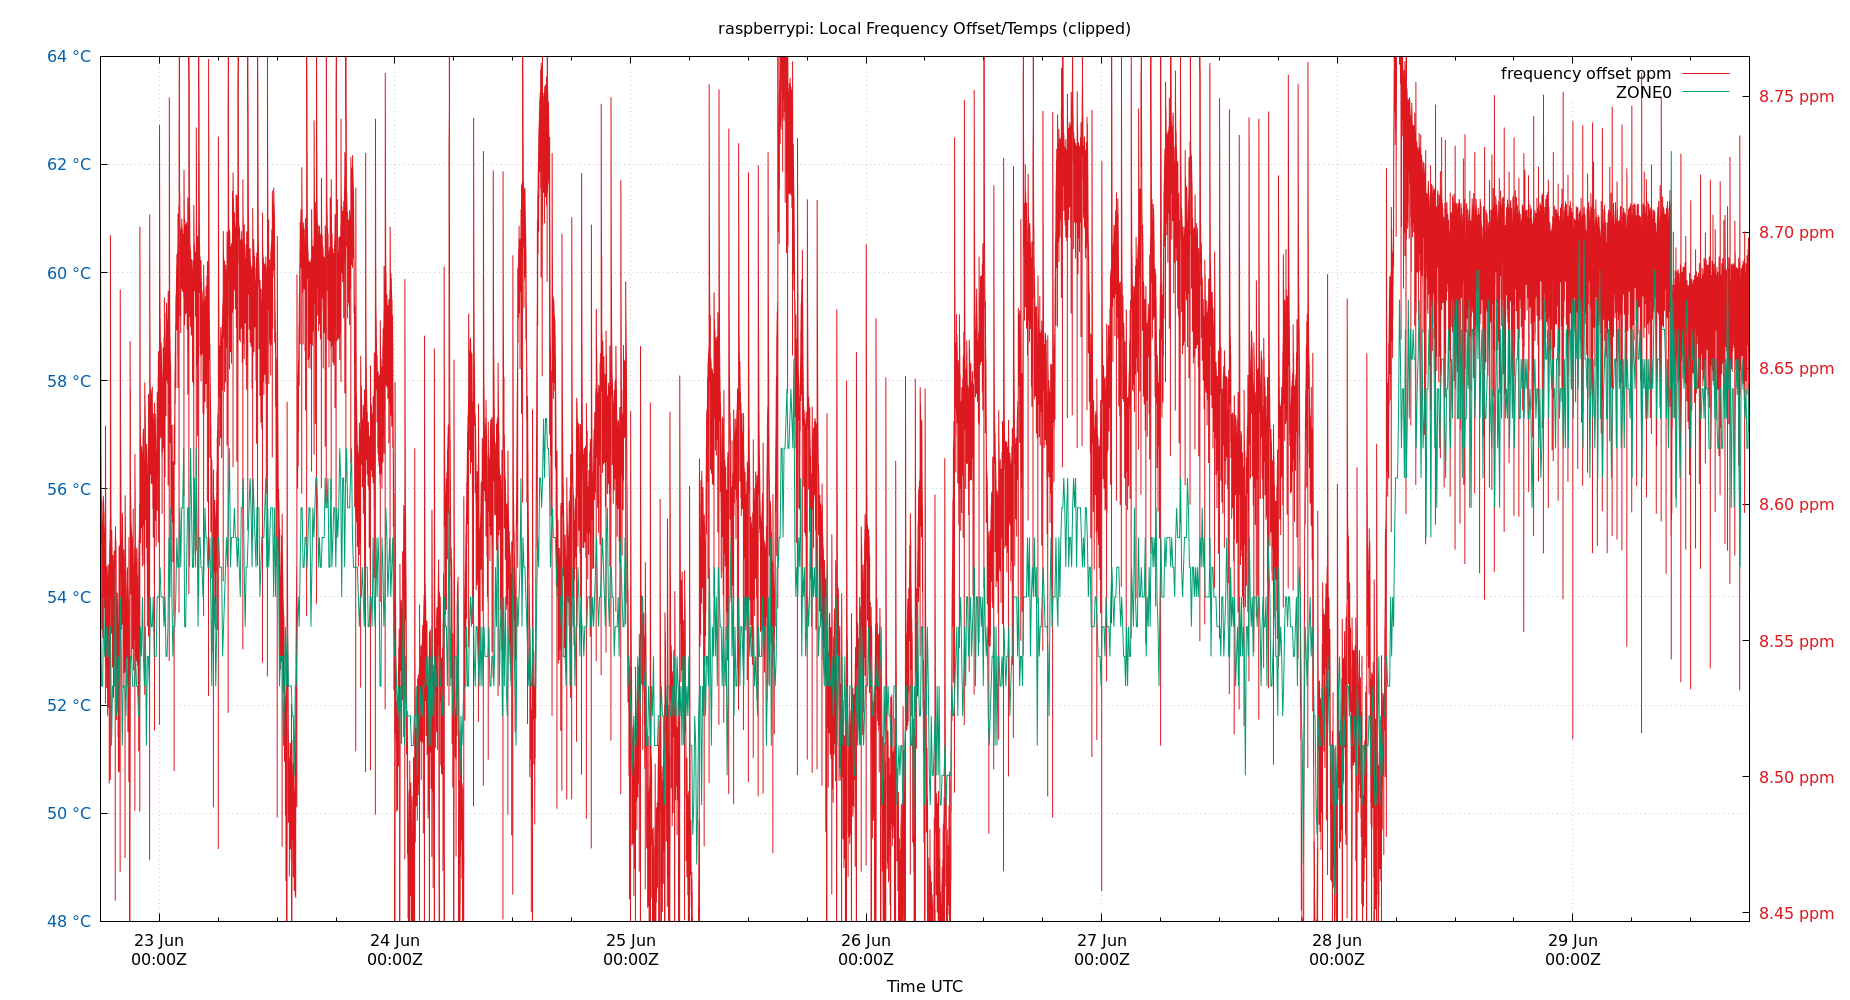 raspberrypi: Local Frequency Offset/Temps (clipped)
64 °C
62 °C
60 °C
58 °C
56 °C
54 °C
52 °C
50 °C
48 °C
frequency offset ppm
ZONE0
8.75 ppm
8.70 ppm
8.65 ppm
8.60 ppm
8.55 ppm
8.50 ppm
8.45 ppm
23 Jun
00:00Z
24 Jun
00:00Z
25 Jun
00:00Z
26 Jun
00:00Z
27 Jun
00:00Z
28 Jun
00:00Z
29 Jun
00:00Z
Time UTC